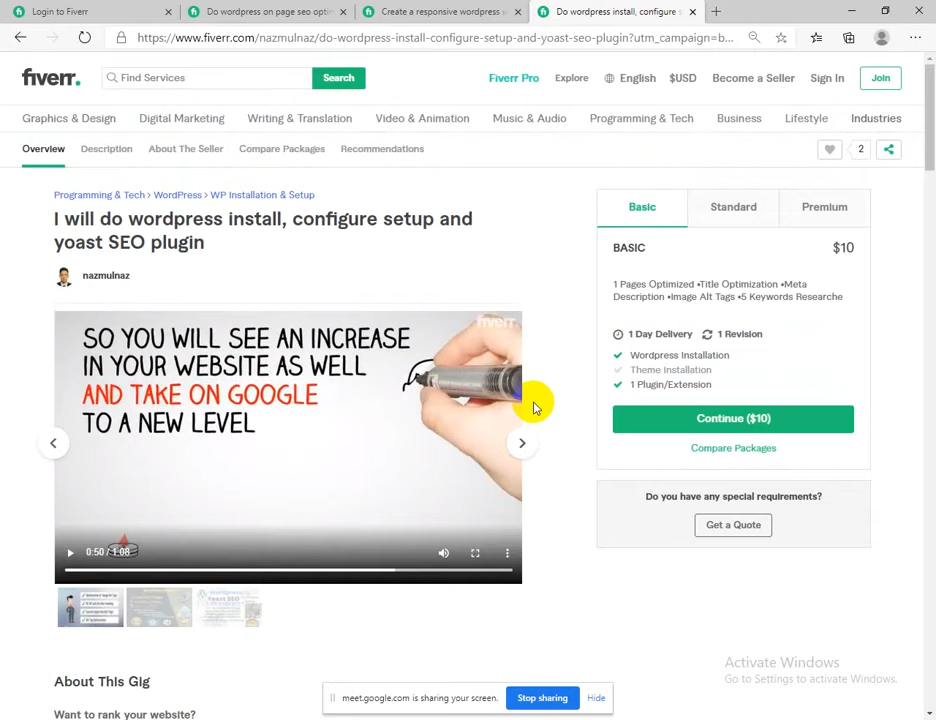 Login to Fiverr
Do wordpress on page seo optim
Create a responsive wordpress w
Do wordpress install, configure s
https://www.fiverr.com/nazmulnaz/do-wordpress-install-configure-setup-and-yoast-seo-plugin?utm_campaign=b...
fiverr.
Find Services
Search
Fiverr Pro
Explore
English
$USD
Become a Seller
Sign In
Join
Graphics & Design
Digital Marketing
Writing & Translation
Video & Animation
Music & Audio
Programming & Tech
Business
Lifestyle
Industries
Overview
Description
About The Seller
Compare Packages
Recommendations
2
Programming & Tech > WordPress > WP Installation & Setup
I will do wordpress install, configure setup and
yoast SEO plugin
nazmulnaz
fiverr
SO YOU WILL SEE AN INCREASE
IN YOUR WEBSITE AS WELL
AND TAKE ON GOOGLE
TO A NEW LEVEL
0:50 / 1:08
Basic
Standard
Premium
BASIC
$10
1 Pages Optimized •Title Optimization •Meta
Description •Image Alt Tags •5 Keywords Researche
1 Day Delivery
1 Revision
Wordpress Installation
Theme Installation
1 Plugin/Extension
Continue ($10)
Compare Packages
Do you have any special requirements?
Get a Quote
About This Gig
Want to rank your website?
Activate Windows
Go to Settings to activate Windows.
meet.google.com is sharing your screen.
Stop sharing
Hide